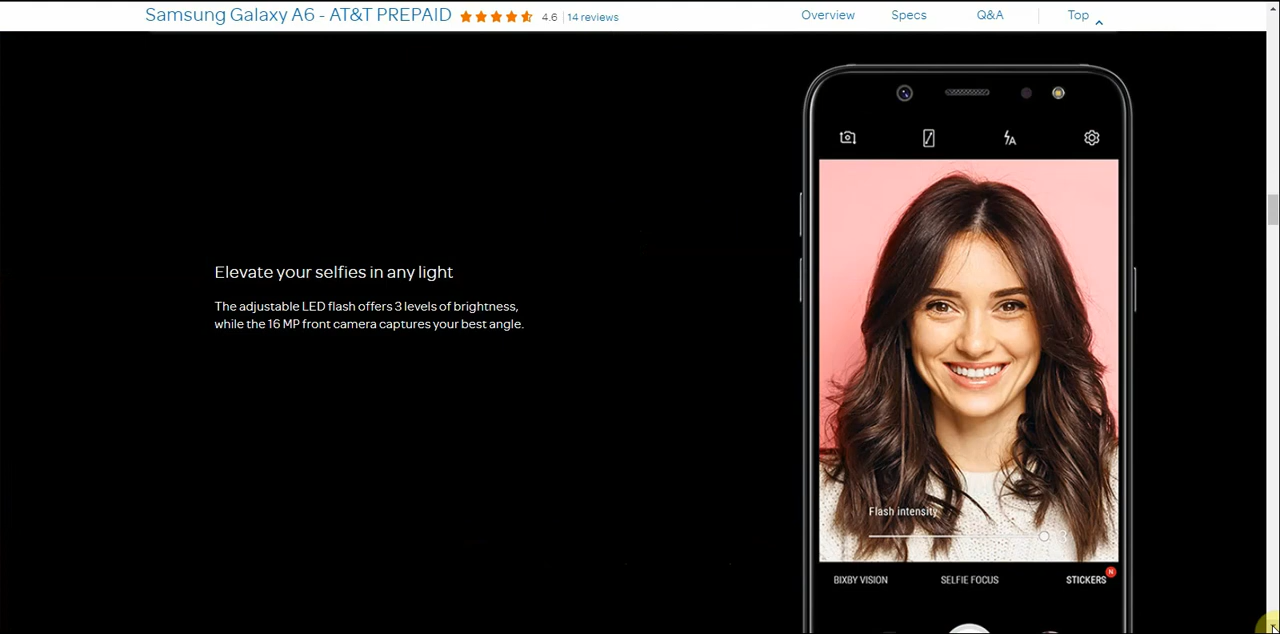 Samsung Galaxy A6 - AT&T PREPAID 4.6 | 14 reviews Overview Specs Q&A Top
Elevate your selfies in any light
The adjustable LED flash offers 3 levels of brightness,
while the 16 MP front camera captures your best angle.
Flash intensity
3
BIXBY VISION SELFIE FOCUS STICKERS N